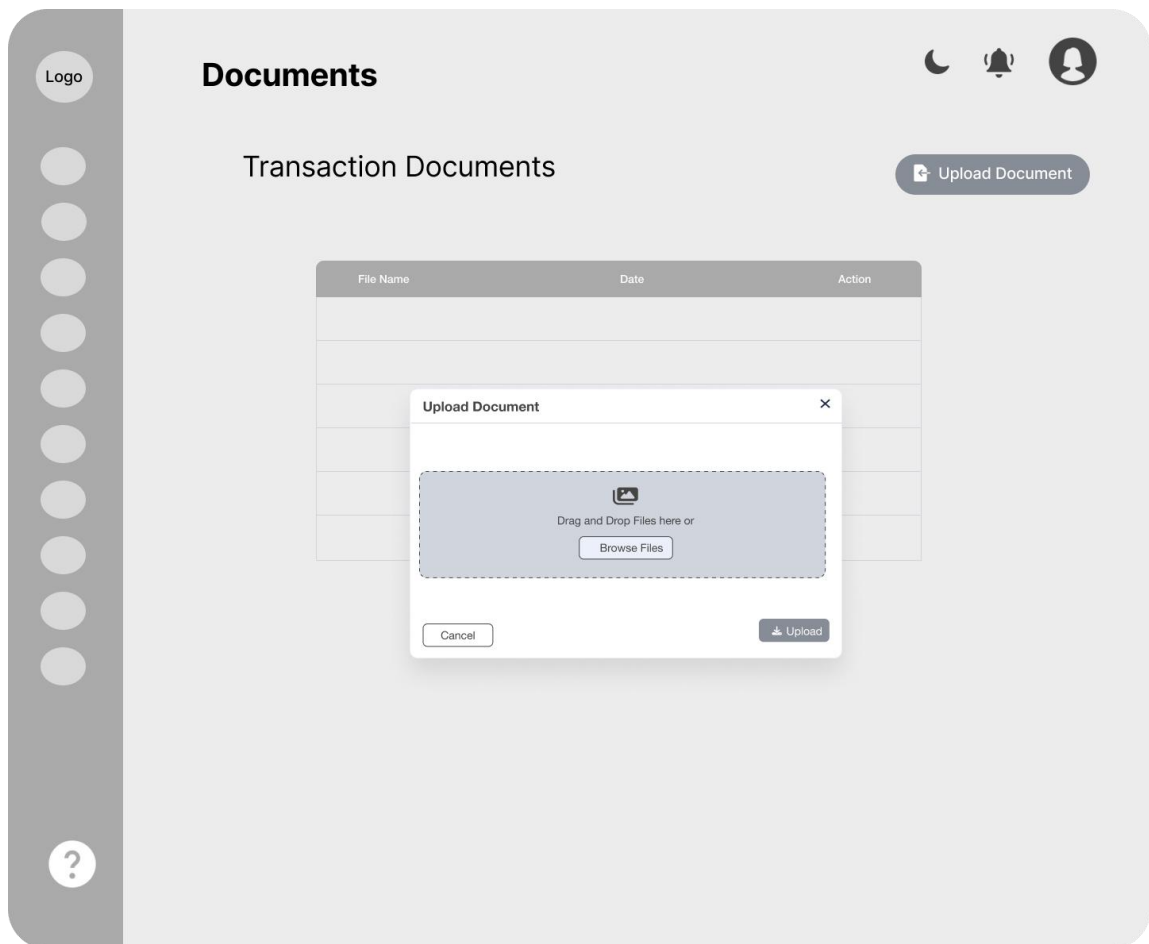 Logo
Documents
Transaction Documents
Upload Document
File Name Date Action
Upload Document
Drag and Drop Files here or
Browse Files
Cancel
Upload
?